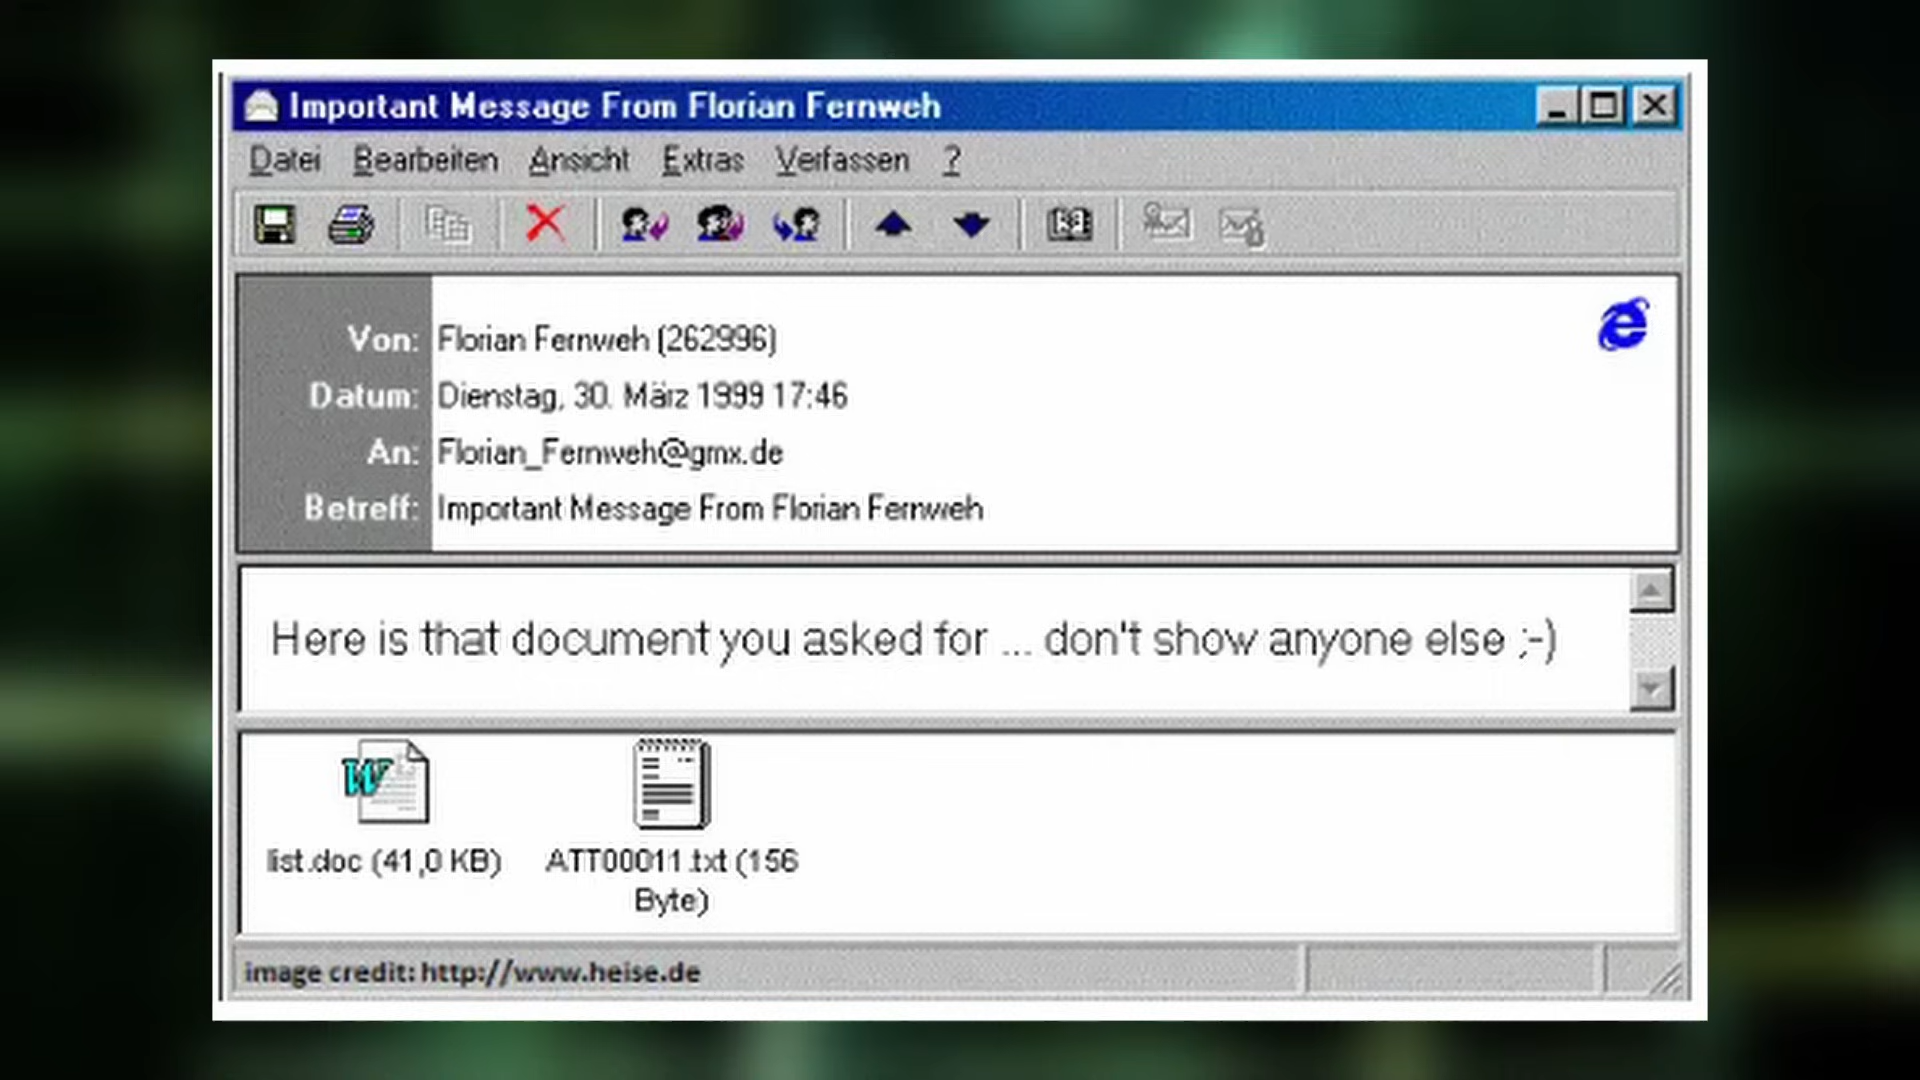 Important Message From Florian Fernweh
Datei Bearbeiten Ansicht Extras Verfassen ?
Von: Florian Fernweh (262996)
Datum: Dienstag, 30. März 1999 17:46
An: Florian_Fernweh@gmx.de
Betreff: Important Message From Florian Fernweh
Here is that document you asked for ... don't show anyone else ;-)
list.doc (41,0 KB) ATT00011.txt (156
Byte)
image credit: http://www.heise.de